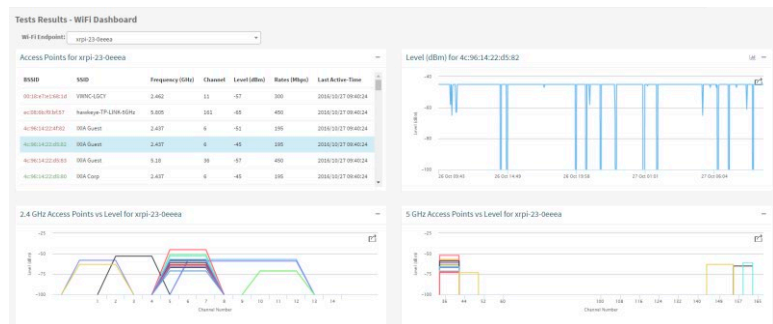 Tests Results - WiFi Dashboard
Wi-Fi Endpoint: xrpi-23-0eeea
Access Points for xrpi-23-0eeea
BSSID SSID Frequency (GHz) Channel Level (dBm) Rates (Mbps) Last Active-Time
VWNC-LGCY 2.462 11 -57 300 2016/10/27 09:40:24
hawkeye-TP-LINK-5GHz 5.805 161 -65 450 2016/10/27 09:40:24
4c:96:14:22:df:82 IXIA Guest 2.437 6 -51 195 2016/10/27 09:40:24
4c:96:14:22:d5:82 IXIA Guest 2.437 6 -45 195 2016/10/27 09:40:24
IXIA Guest 5.18 36 -57 450 2016/10/27 09:40:24
4c:96:14:22:d5:80 IXIA Corp 2.437 6 -45 195 2016/10/27 09:40:24
Level (dBm) for 4c:96:14:22:d5:82
Level (dBm)
-40
-60
-80
-100
26 Oct 09:40 26 Oct 14:49 26 Oct 19:58 27 Oct 01:07 27 Oct 06:04
2.4 GHz Access Points vs Level for xrpi-23-0eeea
Level (dBm)
-25
-50
-75
-100
1 2 3 4 5 6 7 8 9 10 11 12 13 14
Channel Number
5 GHz Access Points vs Level for xrpi-23-0eeea
Level (dBm)
-25
-50
-75
-100
36 44 52 60 100 108 116 124 132 140 149 157 165
Channel Number